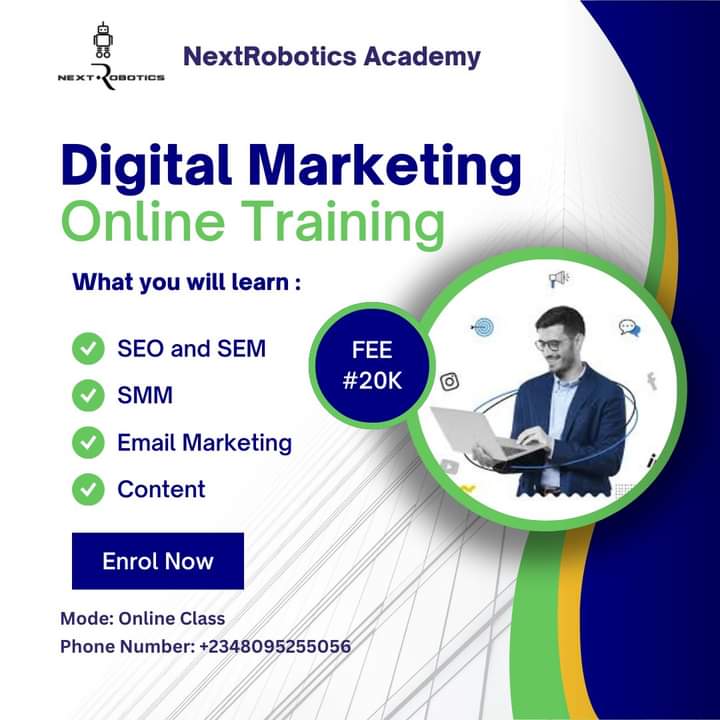 NEXT ROBOTICS
NextRobotics Academy
Digital Marketing
Online Training
What you will learn :
SEO and SEM
SMM
Email Marketing
Content
FEE
#20K
Enrol Now
Mode: Online Class
Phone Number: +2348095255056